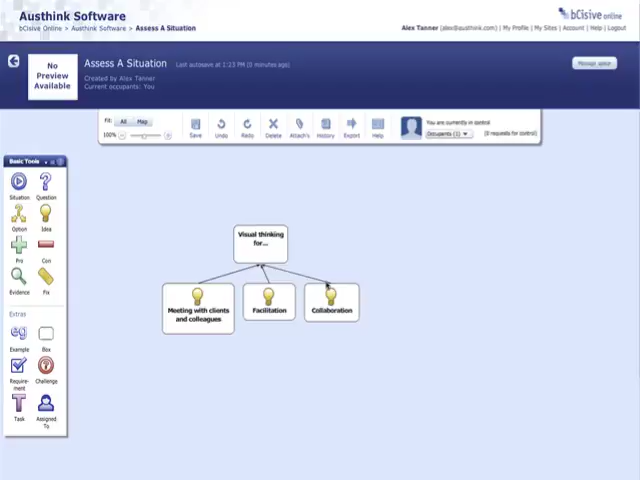 Austhink Software
bCisive Online > Austhink Software > Assess A Situation
bCisive online
Alex Tanner (alex@austhink.com) | My Profile | My Sites | Account | Help | Logout
No
Preview
Available
Assess A Situation
Last autosave at 1:23 PM (0 minutes ago)
Created by Alex Tanner
Current occupants: You
Manage space
Fit: All Map
100%
Save
Undo
Redo
Delete
Attach's
History
Export
Help
You are currently in control
Occupants (1)
(0 requests for control)
Basic Tools
Situation
Question
Option
Idea
Pro
Con
Evidence
Fix
Extras
eg
Example
Box
Require-
ment
Challenge
Task
Assigned
To
Visual thinking
for...
Meeting with clients
and colleagues
Facilitation
Collaboration